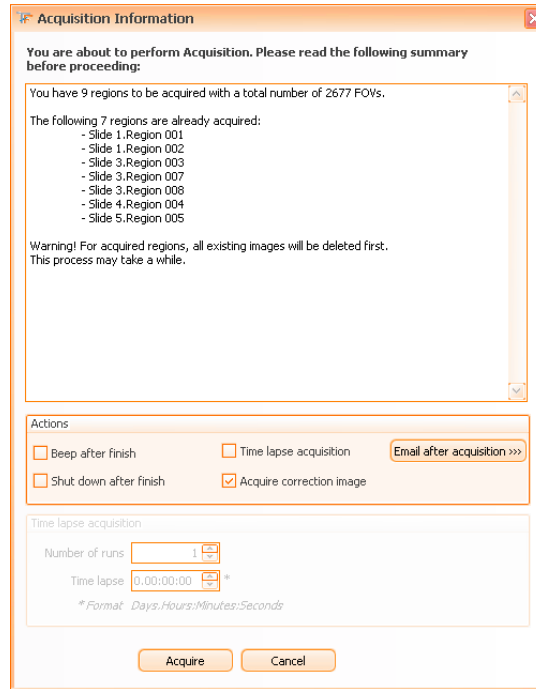 Acquisition Information
You are about to perform Acquisition. Please read the following summary
before proceeding:
You have 9 regions to be acquired with a total number of 2677 FOVs.
The following 7 regions are already acquired:
- Slide 1.Region 001
- Slide 1.Region 002
- Slide 3.Region 003
- Slide 3.Region 007
- Slide 3.Region 008
- Slide 4.Region 004
- Slide 5.Region 005
Warning! For acquired regions, all existing images will be deleted first.
This process may take a while.
Actions
Beep after finish
Time lapse acquisition
Email after acquisition >>>
Shut down after finish
Acquire correction image
Time lapse acquisition
Number of runs 1
Time lapse 0.00:00:00 *
* Format Days.Hours:Minutes:Seconds
Acquire
Cancel